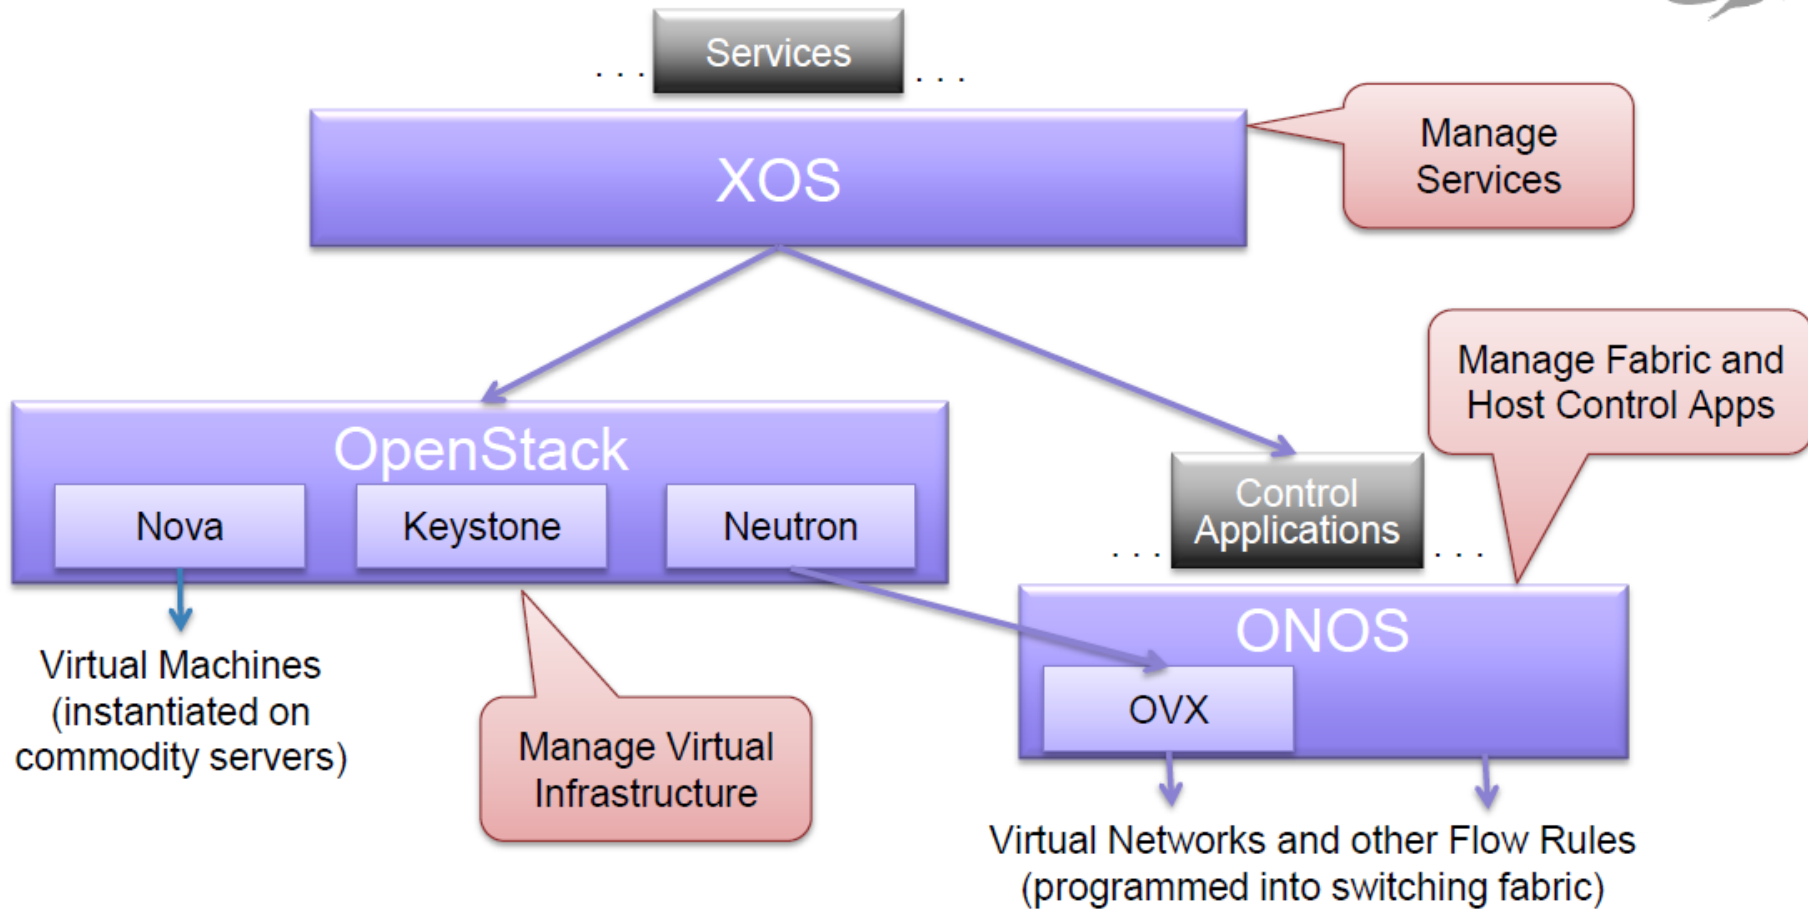 Services
. . .
. . .
XOS
Manage
Services
Manage Fabric and
Host Control Apps
OpenStack
Nova
Keystone
Neutron
Control
Applications
. . .
. . .
ONOS
OVX
Virtual Machines
(instantiated on
commodity servers)
Manage Virtual
Infrastructure
Virtual Networks and other Flow Rules
(programmed into switching fabric)